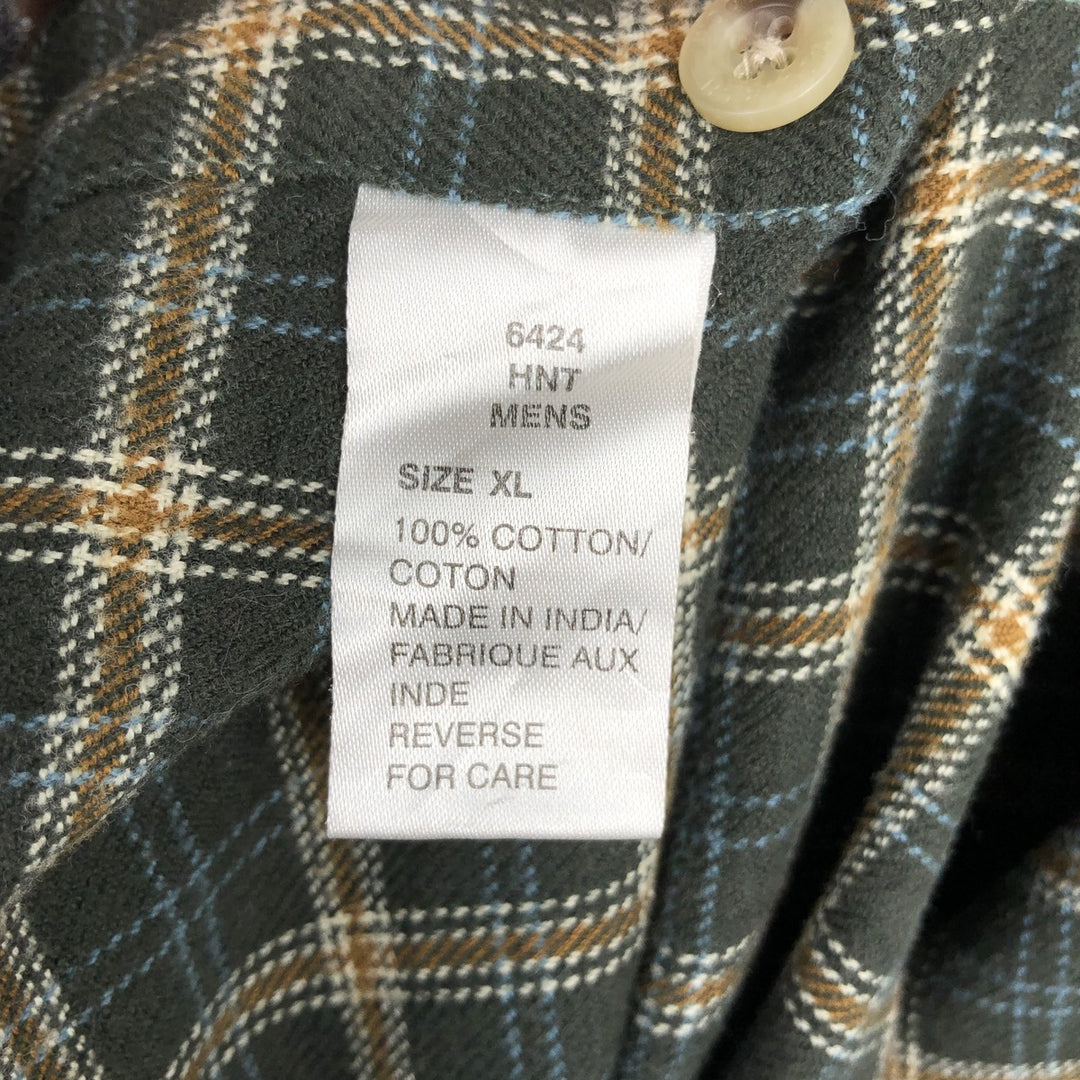 6424
HNT
MENS
SIZE XL
100% COTTON/
COTON
MADE IN INDIA/
FABRIQUE AUX
INDE
REVERSE
FOR CARE